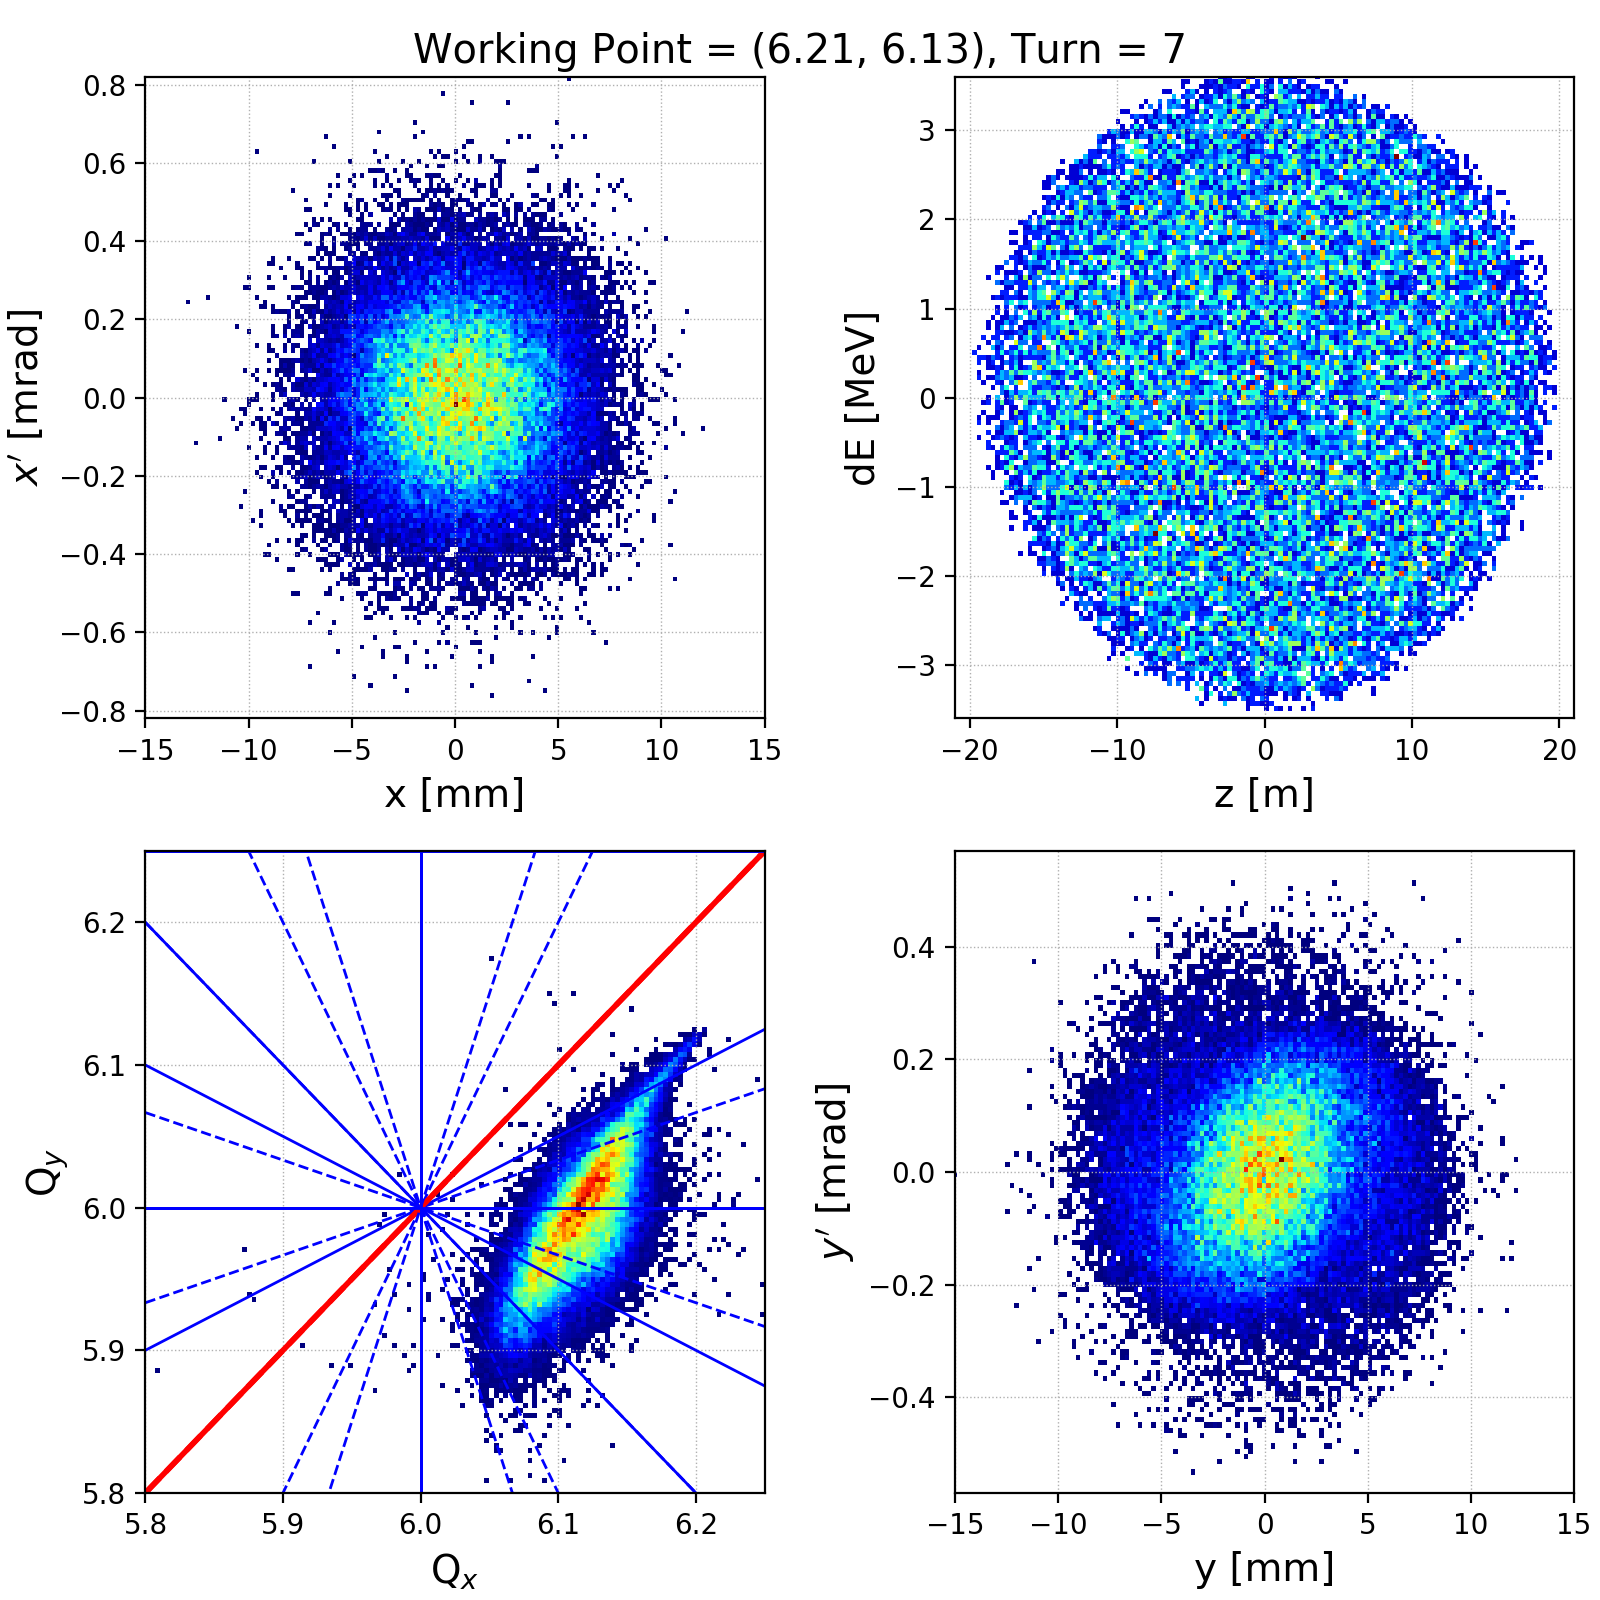 Working Point = (6.21, 6.13), Turn = 7
0.8
0.6
0.4
0.2
0.0
−0.2
−0.4
−0.6
−0.8
x′ [mrad]
−15 −10 −5 0 5 10 15
x [mm]
3
2
1
0
−1
−2
−3
dE [MeV]
−20 −10 0 10 20
z [m]
6.2
6.1
6.0
5.9
5.8
Qy
5.8 5.9 6.0 6.1 6.2
Qx
0.4
0.2
0.0
−0.2
−0.4
y′ [mrad]
−15 −10 −5 0 5 10 15
y [mm]